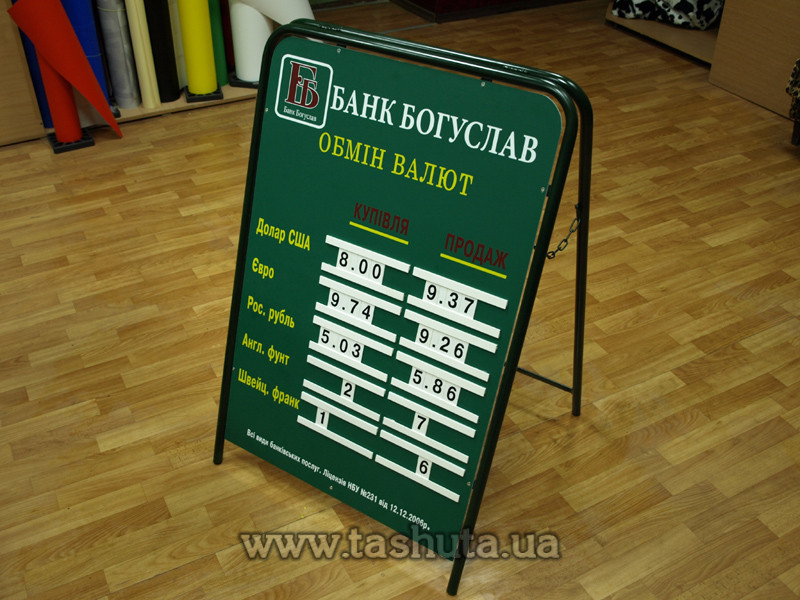 БАНК БОГУСЛАВ
Банк Богуслав
ОБМІН ВАЛЮТ
КУПІВЛЯ ПРОДАЖ
Долар США 8.00 9.37
Євро 9.74 9.26
Рос. рубль 5.03 5.86
Англ. фунт 2 7
Швейц. франк 1 6
Всі види банківських послуг. Ліцензія НБУ №231 від 12.12.2006р.
www.tashuta.ua